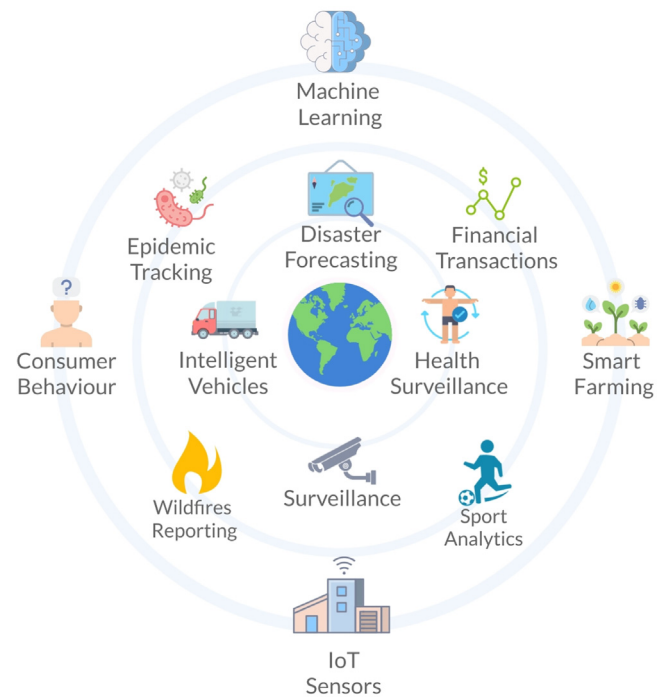 Machine
Learning
Epidemic
Tracking
Disaster
Forecasting
$
Financial
Transactions
?
Consumer
Behaviour
Intelligent
Vehicles
Health
Surveillance
Smart
Farming
Wildfires
Reporting
Surveillance
Sport
Analytics
IoT
Sensors